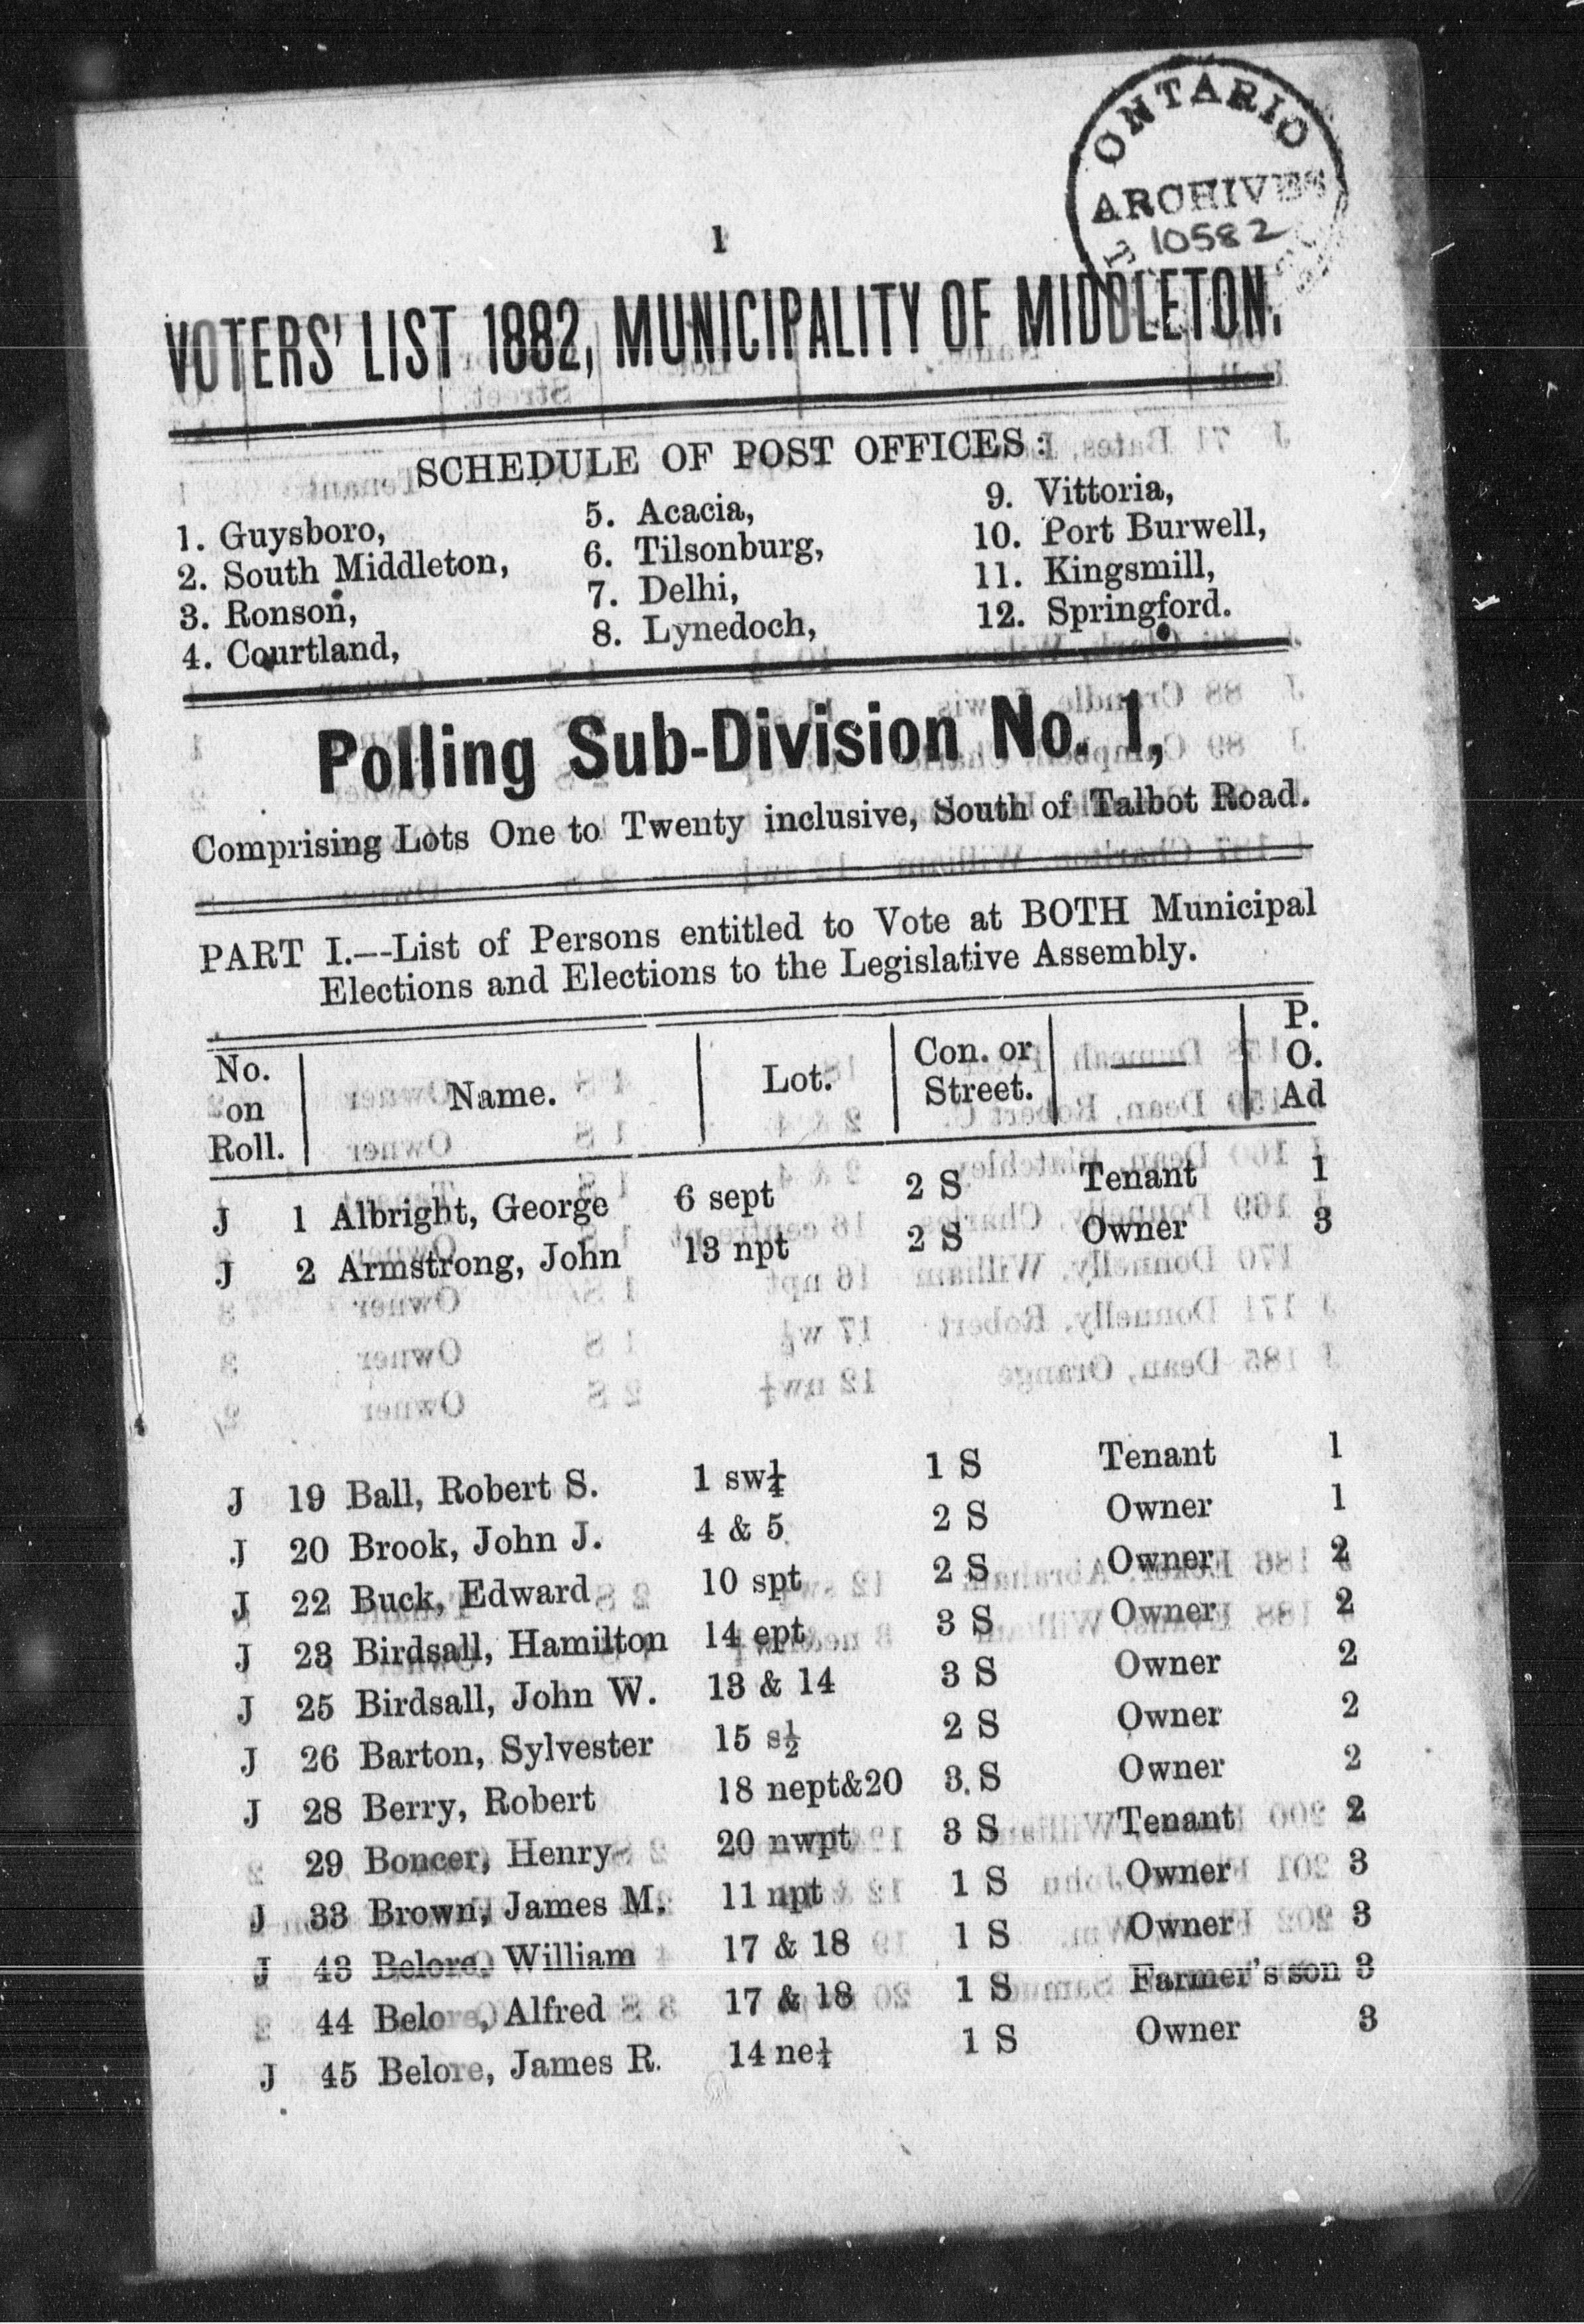 ONTARIO
ARCHIVES
10582
1
VOTERS' LIST 1882, MUNICIPALITY OF MIDDLETON.
SCHEDULE OF POST OFFICES:
1. Guysboro,
2. South Middleton,
3. Ronson,
4. Courtland,
5. Acacia,
6. Tilsonburg,
7. Delhi,
8. Lynedoch,
9. Vittoria,
10. Port Burwell,
11. Kingsmill,
12. Springford.
Polling Sub-Division No. 1,
Comprising Lots One to Twenty inclusive, South of Talbot Road.
PART I.--List of Persons entitled to Vote at BOTH Municipal
Elections and Elections to the Legislative Assembly.
No. on Roll. Name. Lot. Con. or Street. —— P. O. Ad
J 1 Albright, George 6 sept 2 S Tenant 1
J 2 Armstrong, John 13 npt 2 S Owner 3
J 19 Ball, Robert S. 1 sw¼ 1 S Tenant 1
J 20 Brook, John J. 4 & 5 2 S Owner 1
J 22 Buck, Edward 10 spt 2 S Owner 2
J 23 Birdsall, Hamilton 14 ept 3 S Owner 2
J 25 Birdsall, John W. 13 & 14 3 S Owner 2
J 26 Barton, Sylvester 15 s½ 2 S Owner 2
J 28 Berry, Robert 18 nept&20 3 S Owner 2
29 Boncer, Henry 20 nwpt 3 S Tenant 2
J 33 Brown, James M. 11 npt 1 S Owner 3
J 43 Belore, William 17 & 18 1 S Owner 3
44 Belore, Alfred 17 & 18 1 S Farmer's son 3
J 45 Belore, James R. 14 ne¼ 1 S Owner 3